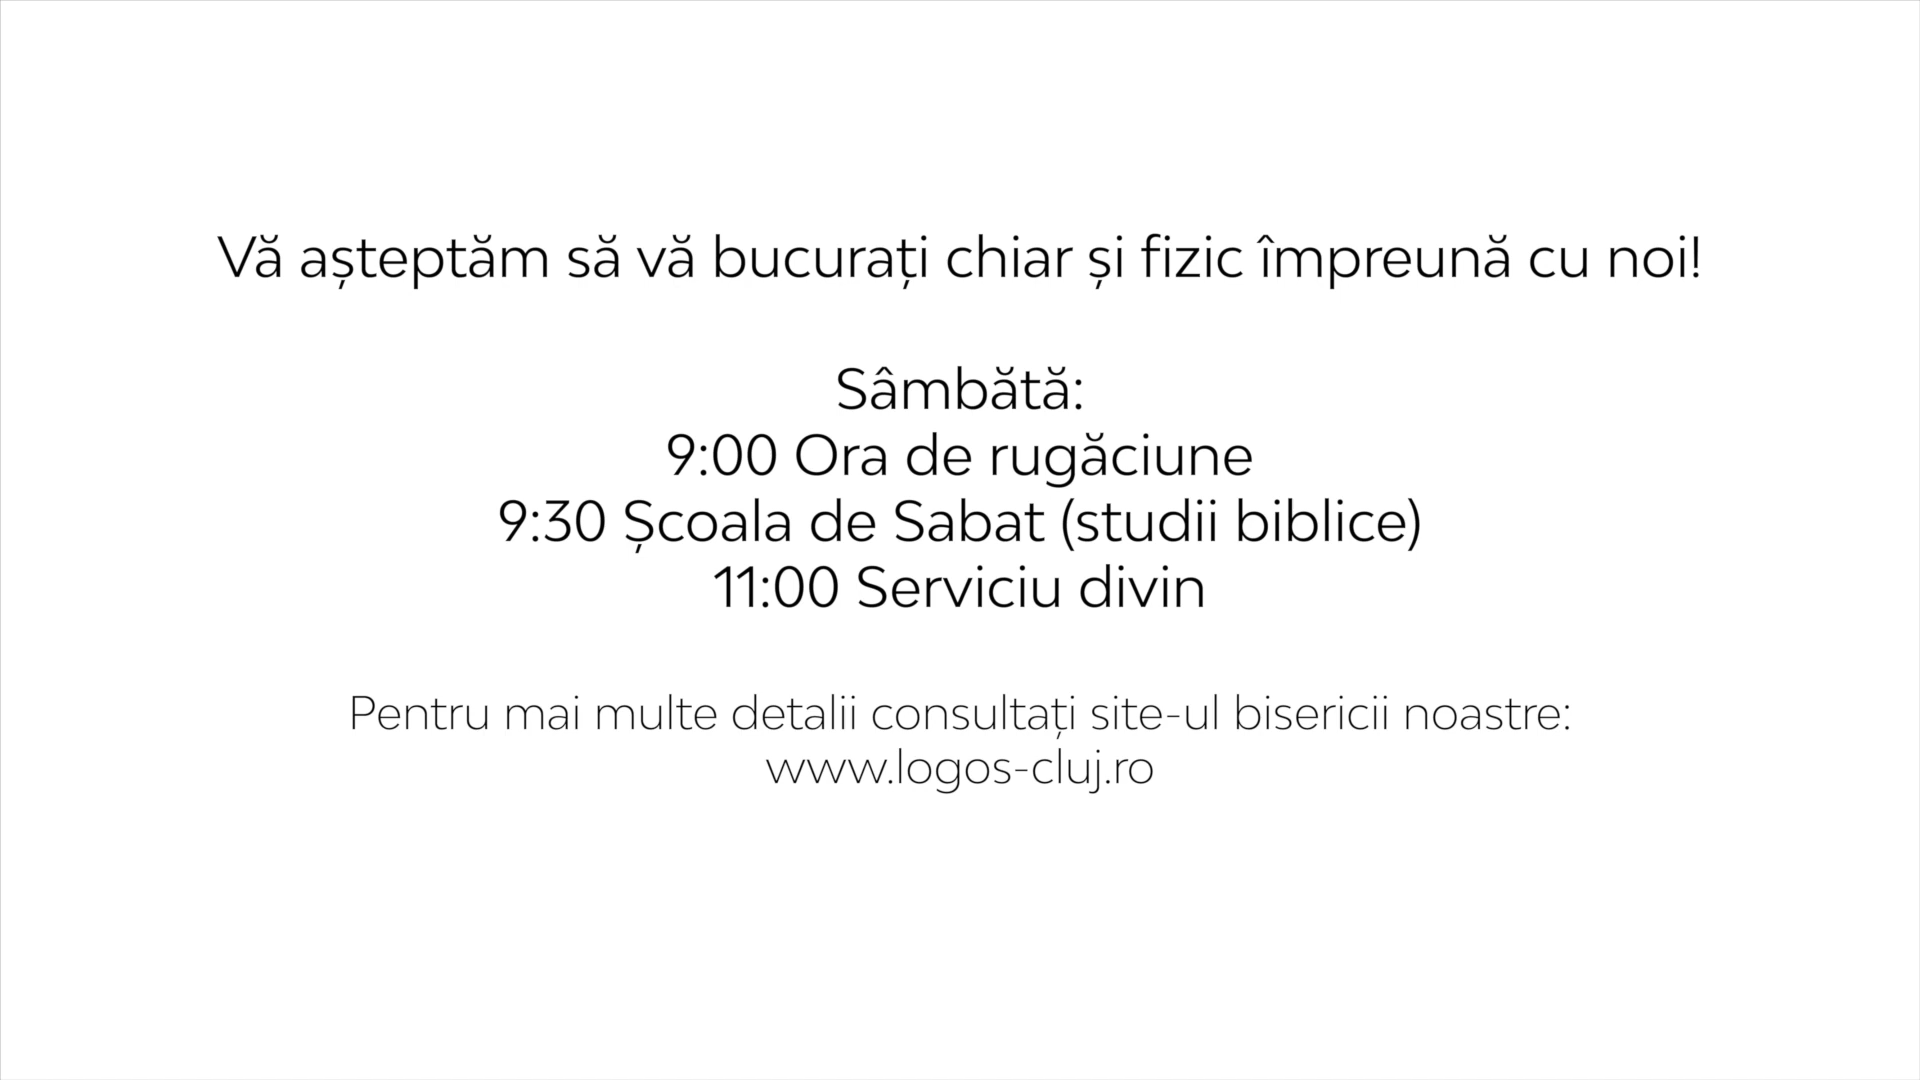 Vă așteptăm să vă bucurați chiar și fizic împreună cu noi!
Sâmbătă:
9:00 Ora de rugăciune
9:30 Școala de Sabat (studii biblice)
11:00 Serviciu divin
Pentru mai multe detalii consultați site-ul bisericii noastre:
www.logos-cluj.ro